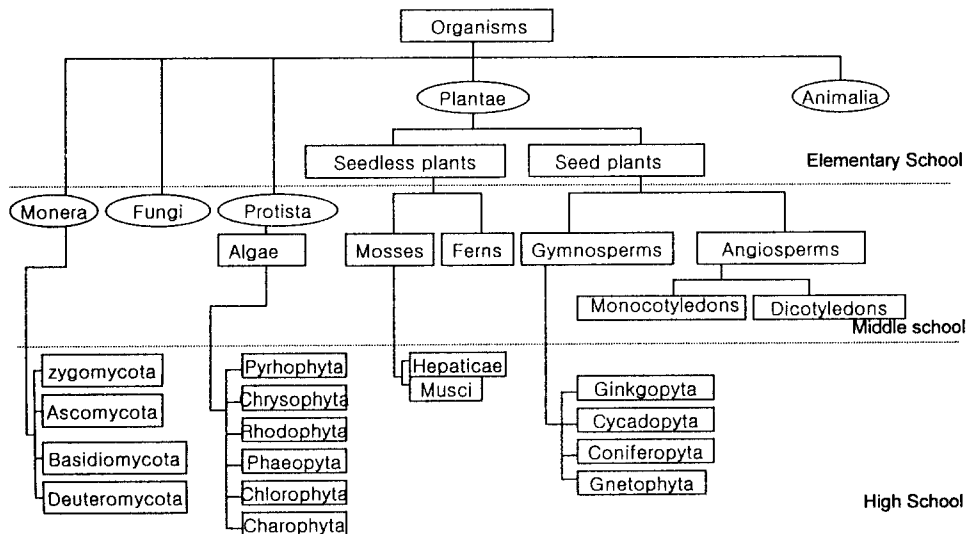 Organisms
Plantae
Animalia
Seedless plants
Seed plants
Elementary School
Monera
Fungi
Protista
Algae
Mosses
Ferns
Gymnosperms
Angiosperms
Monocotyledons
Dicotyledons
Middle school
zygomycota
Ascomycota
Basidiomycota
Deuteromycota
Pyrhophyta
Chrysophyta
Rhodophyta
Phaeopyta
Chlorophyta
Charophyta
Hepaticae
Musci
Ginkgopyta
Cycadopyta
Coniferopyta
Gnetophyta
High School